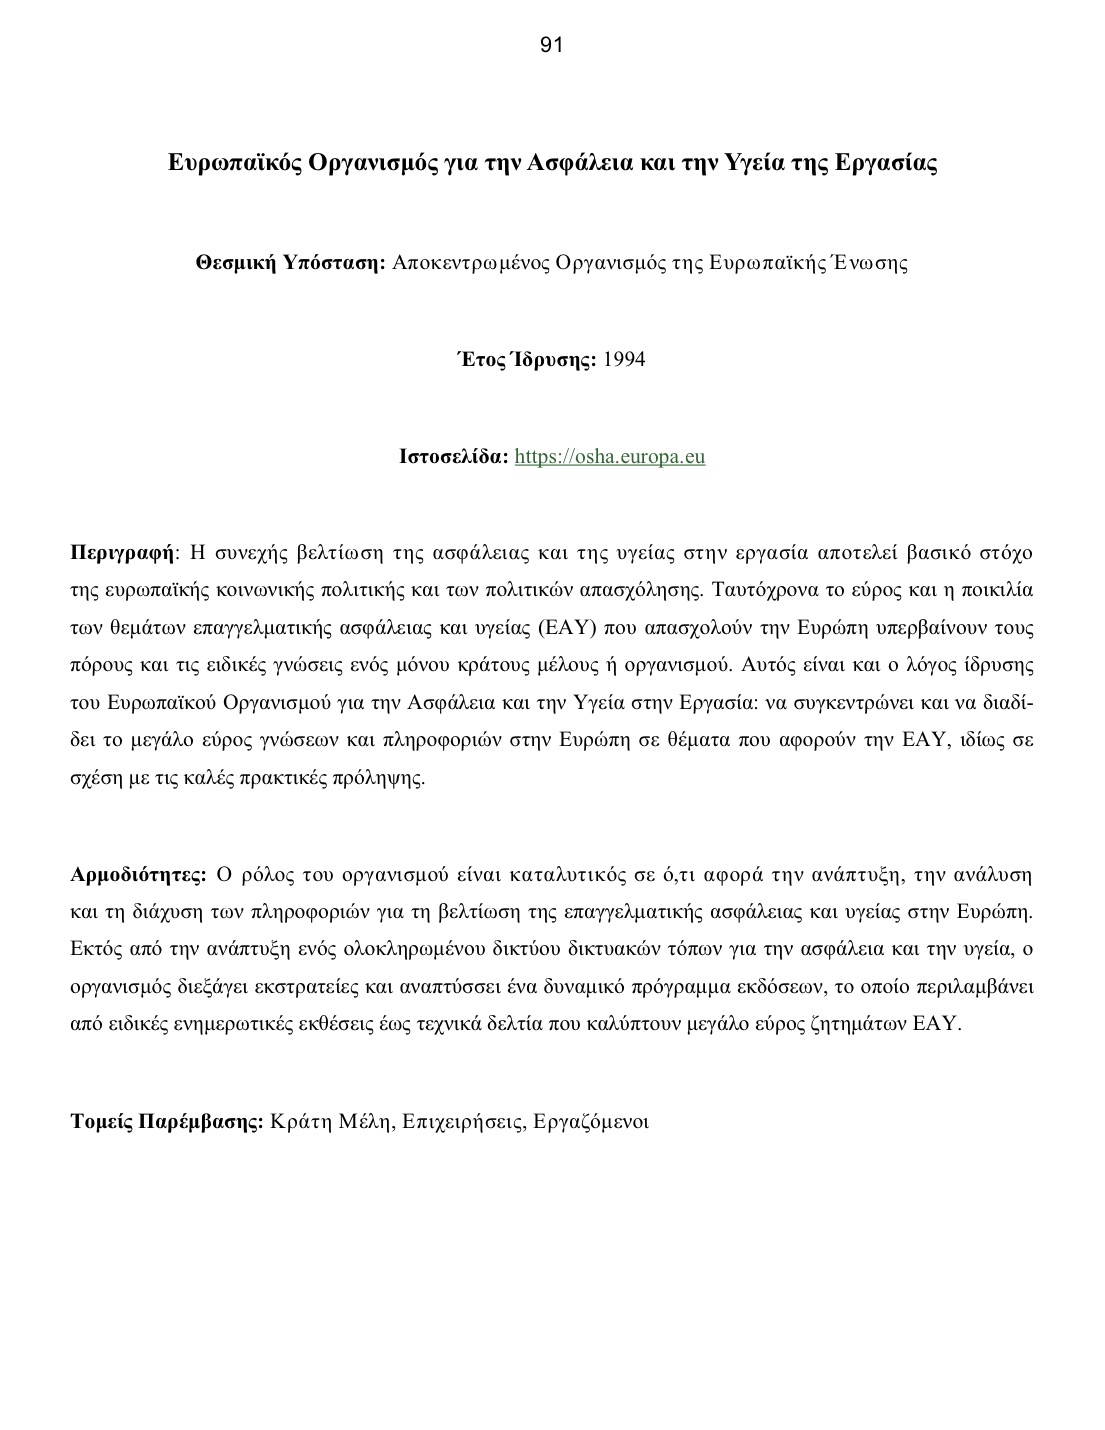 91
Ευρωπαϊκός Οργανισμός για την Ασφάλεια και την Υγεία της Εργασίας
Θεσμική Υπόσταση: Αποκεντρωμένος Οργανισμός της Ευρωπαϊκής Ένωσης
Έτος Ίδρυσης: 1994
Ιστοσελίδα: https://osha.europa.eu
Περιγραφή: Η συνεχής βελτίωση της ασφάλειας και της υγείας στην εργασία αποτελεί βασικό στόχο
της ευρωπαϊκής κοινωνικής πολιτικής και των πολιτικών απασχόλησης. Ταυτόχρονα το εύρος και η ποικιλία
των θεμάτων επαγγελματικής ασφάλειας και υγείας (ΕΑΥ) που απασχολούν την Ευρώπη υπερβαίνουν τους
πόρους και τις ειδικές γνώσεις ενός μόνου κράτους μέλους ή οργανισμού. Αυτός είναι και ο λόγος ίδρυσης
του Ευρωπαϊκού Οργανισμού για την Ασφάλεια και την Υγεία στην Εργασία: να συγκεντρώνει και να διαδί-
δει το μεγάλο εύρος γνώσεων και πληροφοριών στην Ευρώπη σε θέματα που αφορούν την ΕΑΥ, ιδίως σε
σχέση με τις καλές πρακτικές πρόληψης.
Αρμοδιότητες: Ο ρόλος του οργανισμού είναι καταλυτικός σε ό,τι αφορά την ανάπτυξη, την ανάλυση
και τη διάχυση των πληροφοριών για τη βελτίωση της επαγγελματικής ασφάλειας και υγείας στην Ευρώπη.
Εκτός από την ανάπτυξη ενός ολοκληρωμένου δικτύου δικτυακών τόπων για την ασφάλεια και την υγεία, ο
οργανισμός διεξάγει εκστρατείες και αναπτύσσει ένα δυναμικό πρόγραμμα εκδόσεων, το οποίο περιλαμβάνει
από ειδικές ενημερωτικές εκθέσεις έως τεχνικά δελτία που καλύπτουν μεγάλο εύρος ζητημάτων ΕΑΥ.
Τομείς Παρέμβασης: Κράτη Μέλη, Επιχειρήσεις, Εργαζόμενοι